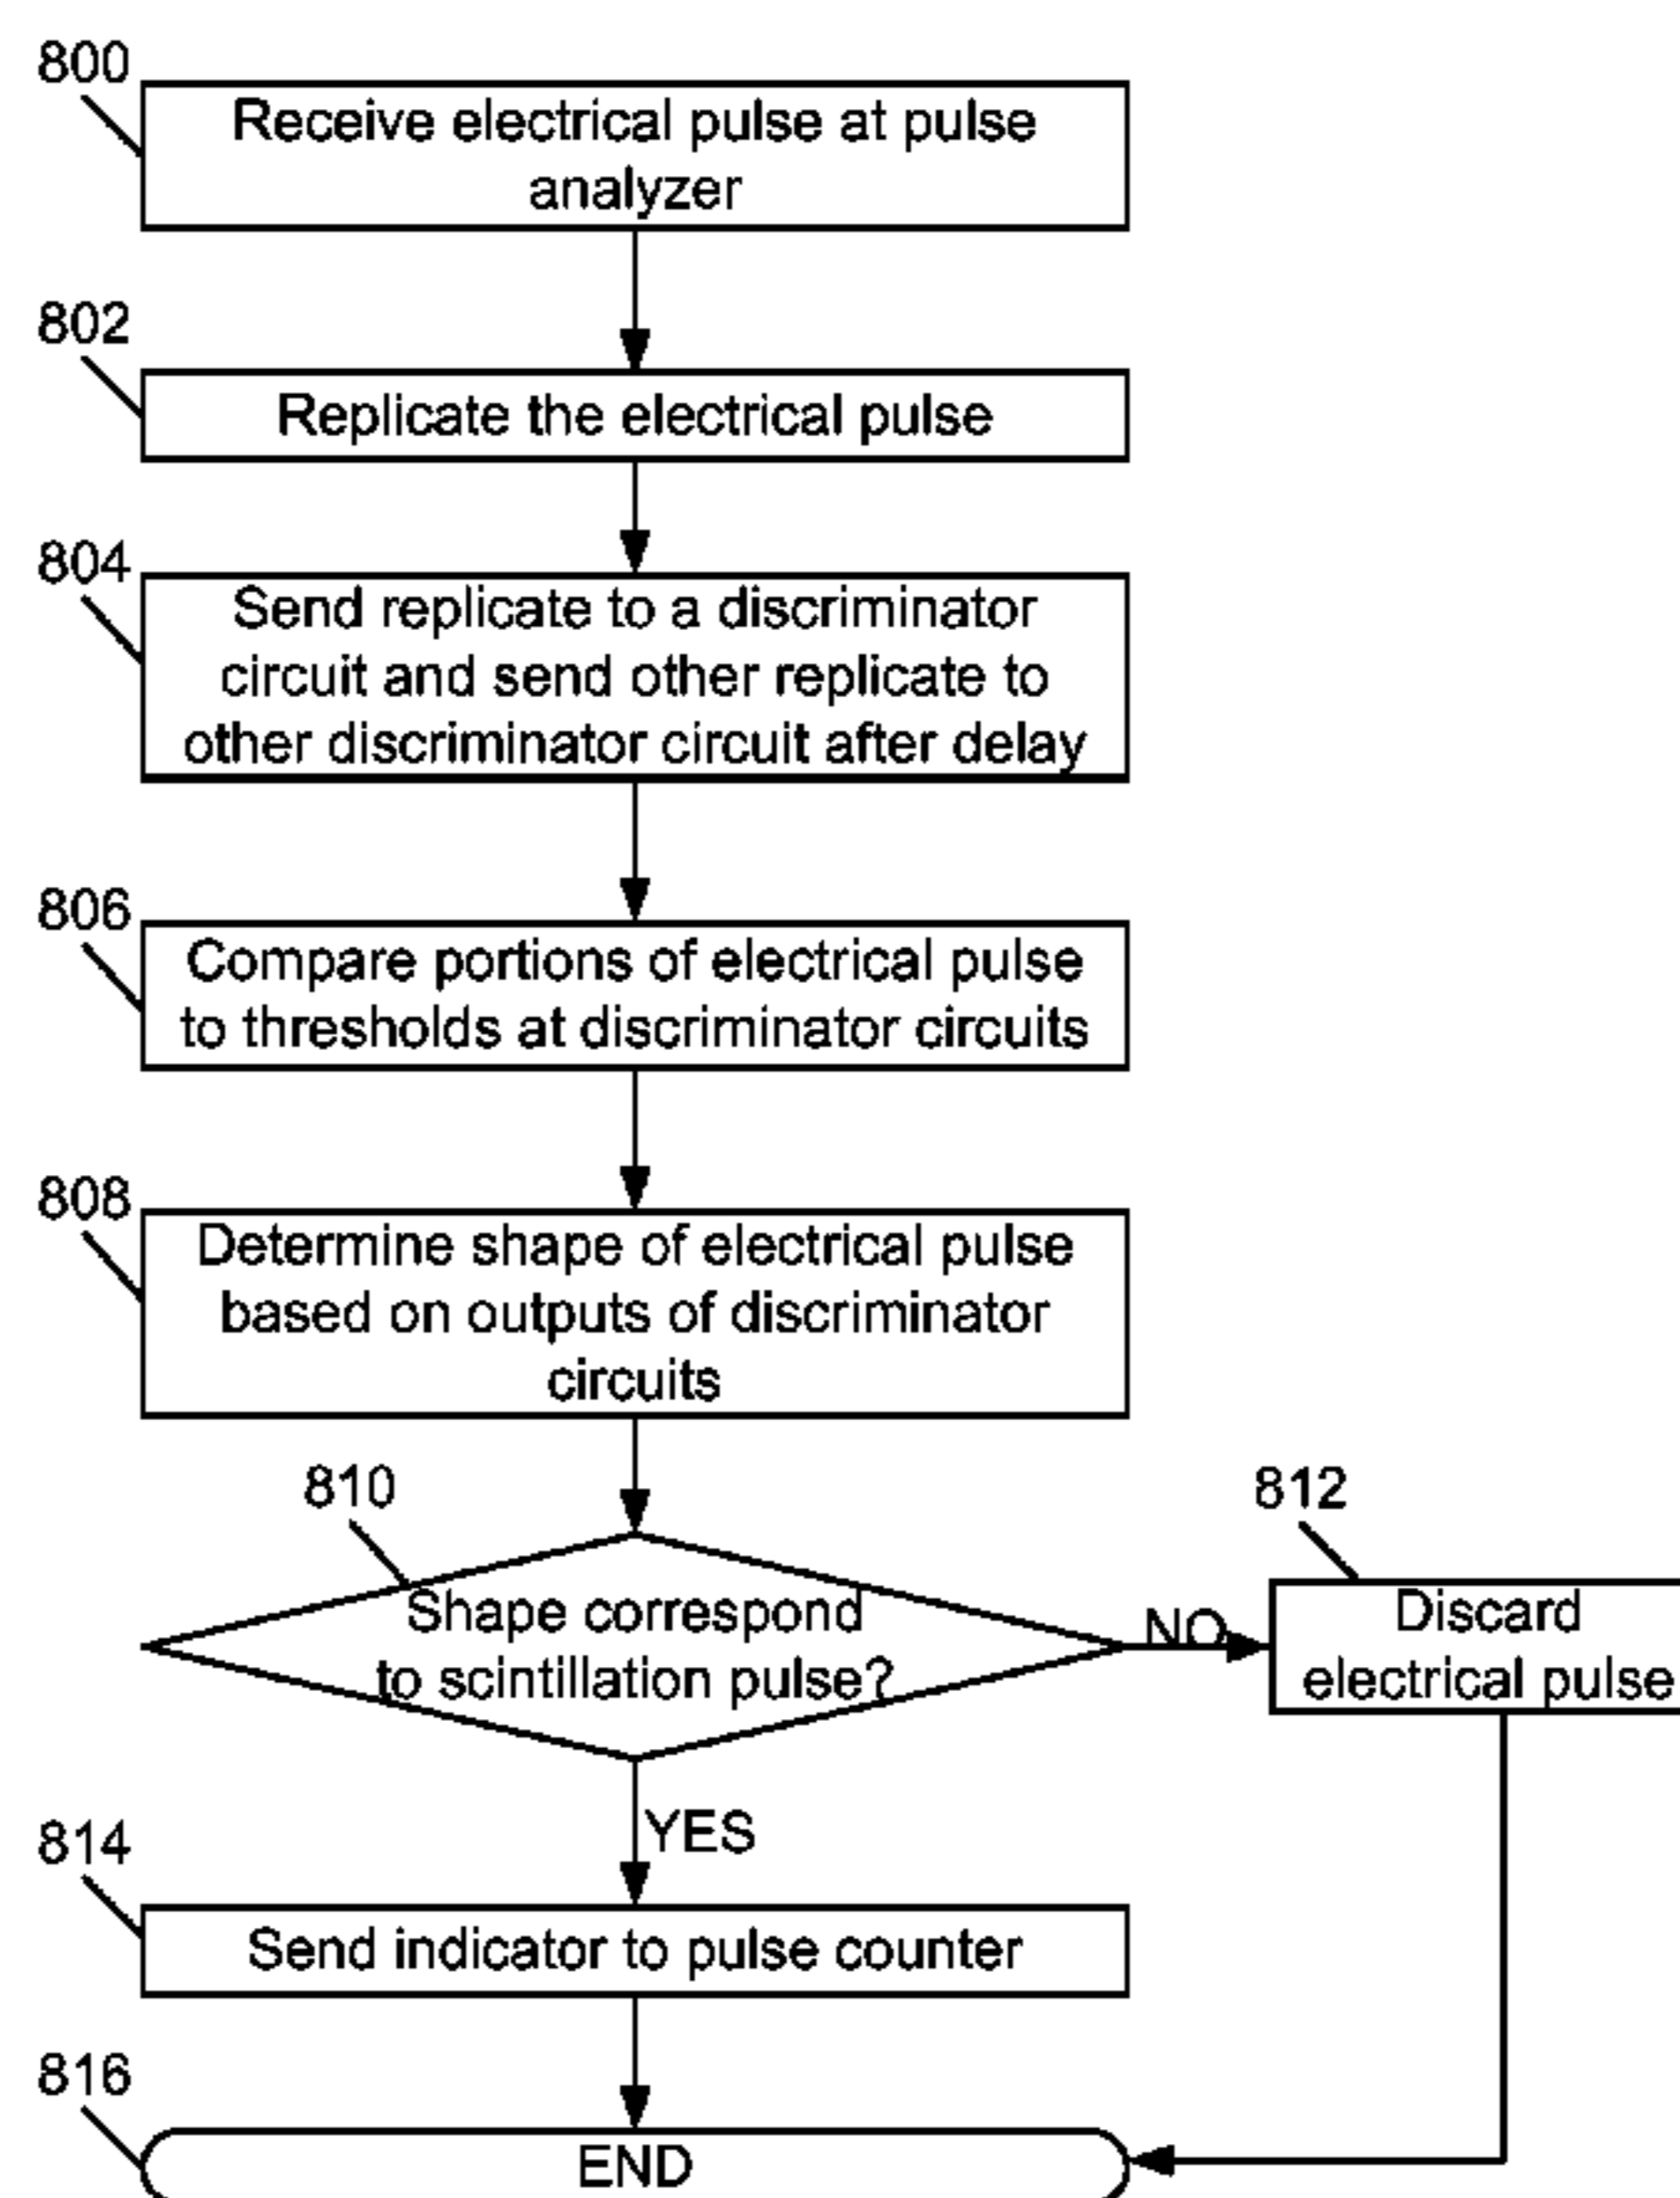 800
Receive electrical pulse at pulse
analyzer
802
Replicate the electrical pulse
804
Send replicate to a discriminator
circuit and send other replicate to
other discriminator circuit after delay
806
Compare portions of electrical pulse
to thresholds at discriminator circuits
808
Determine shape of electrical pulse
based on outputs of discriminator
circuits
810
Shape correspond
to scintillation pulse?
NO
812
Discard
electrical pulse
YES
814
Send indicator to pulse counter
816
END